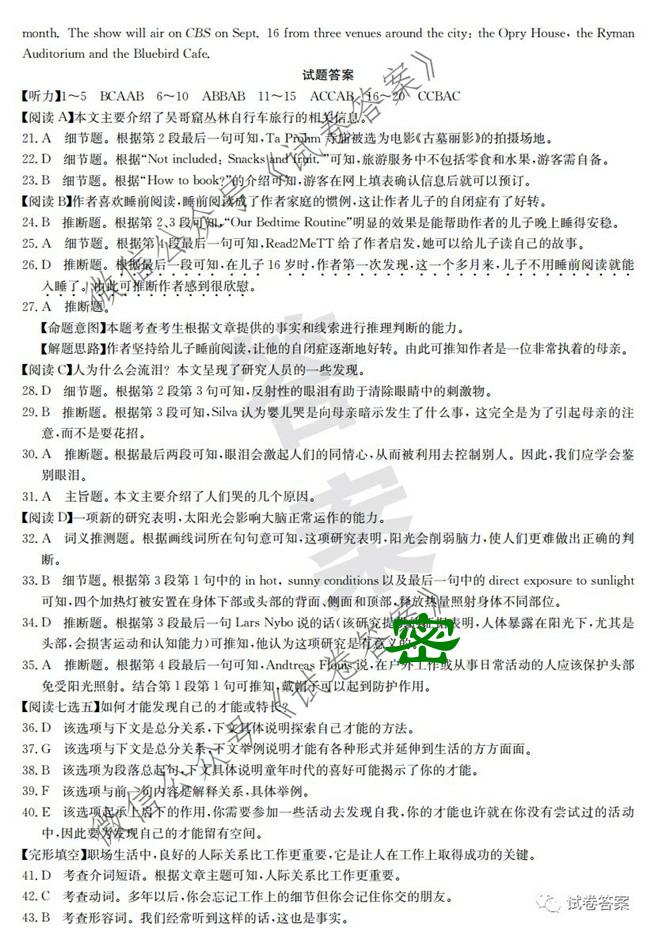 month. The show will air on CBS on Sept. 16 from three venues around the city: the Opry House, the Ryman
Auditorium and the Bluebird Cafe.
试题答案
【听力】1～5 BCAAB 6～10 ABBAB 11～15 ACCAB 16～20 CCBAC
【阅读 A】本文主要介绍了吴哥窟丛林自行车旅行的相关信息。
21. A 细节题。根据第 2 段最后一句可知,Ta Prohm 寺庙被选为电影《古墓丽影》的拍摄场地。
22. D 细节题。根据“Not included: Snacks and fruit.”可知,旅游服务中不包括零食和水果,游客需自备。
23. B 细节题。根据“How to book?”的介绍可知,游客在网上填表确认信息后就可以预订。
【阅读 B】作者喜欢睡前阅读,睡前阅读成了作者家庭的惯例,这让作者儿子的自闭症有了好转。
24. B 推断题。根据第 2、3 段可知,“Our Bedtime Routine”明显的效果是能帮助作者的儿子晚上睡得安稳。
25. A 细节题。根据第 4 段最后一句可知,Read2MeTT 给了作者启发,她可以给儿子读自己的故事。
26. D 推断题。根据最后一段可知,在儿子 16 岁时,作者第一次发现,这一个多月来,儿子不用睡前阅读就能
入睡了。由此可推断作者感到很欣慰。
27. A 推断题。
【命题意图】本题考查考生根据文章提供的事实和线索进行推理判断的能力。
【解题思路】作者坚持给儿子睡前阅读,让他的自闭症逐渐地好转。由此可推知作者是一位非常执着的母亲。
【阅读 C】人为什么会流泪? 本文呈现了研究人员的一些发现。
28. D 细节题。根据第 2 段第 3 句可知,反射性的眼泪有助于清除眼睛中的刺激物。
29. B 推断题。根据第 3 段可知,Silva 认为婴儿哭是向母亲暗示发生了什么事, 这完全是为了引起母亲的注
意,而不是耍花招。
30. A 推断题。根据最后两段可知,眼泪会激起人们的同情心,从而被利用去控制别人。因此,我们应学会鉴
别眼泪。
31. A 主旨题。本文主要介绍了人们哭的几个原因。
【阅读 D】一项新的研究表明,太阳光会影响大脑正常运作的能力。
32. A 词义推测题。根据画线词所在句句意可知,这项研究表明,阳光会削弱脑力,使人们更难做出正确的判
断。
33. B 细节题。根据第 3 段第 1 句中的 in hot, sunny conditions 以及最后一句中的 direct exposure to sunlight
可知,四个加热灯被安置在身体下部或头部的背面、侧面和顶部,释放热量照射身体不同部位。
34. D 推断题。根据第 3 段最后一句 Lars Nybo 说的话(该研究提供的证据表明,人体暴露在阳光下,尤其是
头部,会损害运动和认知能力)可推知,他认为这项研究是有意义的。
35. A 推断题。根据第 4 段最后一句可知,Andtreas Flouris 说,在户外工作或从事日常活动的人应该保护头部
免受阳光照射。结合第 1 段第 1 句可推知,戴帽子可以起到防护作用。
【阅读七选五】如何才能发现自己的才能或特长?
36. D 该选项与下文是总分关系,下文具体说明探索自己才能的方法。
37. G 该选项与下文是总分关系,下文举例说明才能有各种形式并延伸到生活的方方面面。
38. B 该选项为段落总起句,下文具体说明童年时代的喜好可能揭示了你的才能。
39. F 该选项与前一句内容是解释关系,具体举例。
40. E 该选项起承上启下的作用,你需要参加一些活动去发现自我,你的才能也许就在你没有尝试过的活动
中,因此要为发现自己的才能留有空间。
【完形填空】职场生活中,良好的人际关系比工作更重要,它是让人在工作上取得成功的关键。
41. D 考查介词短语。根据文章主题可知,人际关系比工作更重要。
42. C 考查动词。多年以后,你会忘记工作上的细节但你会记住你交的朋友。
43. B 考查形容词。我们经常听到这样的话,这也是事实。
微信公众号《试卷答案》
微信公众号《试卷答案》
答案
密
试卷答案